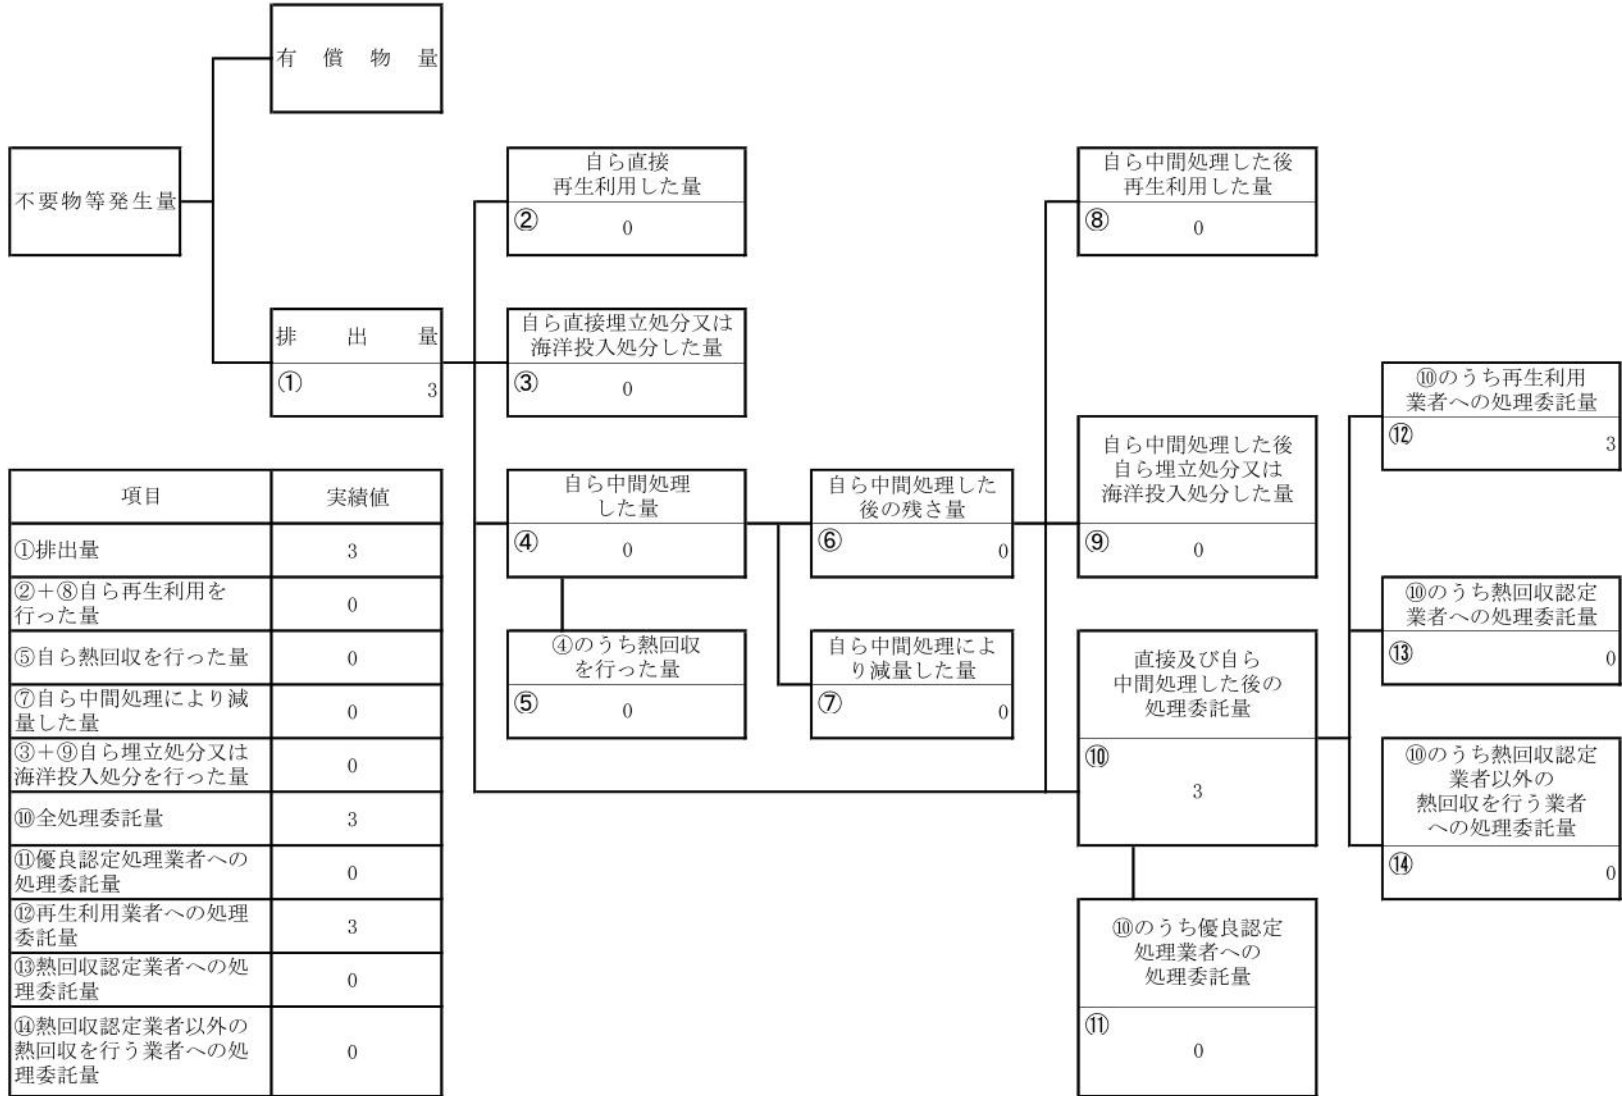 有償物量
不要物等発生量
排出量
①
3
自ら直接
再生利用した量
②
0
自ら直接埋立処分又は
海洋投入処分した量
③
0
自ら中間処理
した量
④
0
④のうち熱回収
を行った量
⑤
0
自ら中間処理した
後の残さ量
⑥
0
自ら中間処理によ
り減量した量
⑦
0
自ら中間処理した後
再生利用した量
⑧
0
自ら中間処理した後
自ら埋立処分又は
海洋投入処分した量
⑨
0
直接及び自ら
中間処理した後の
処理委託量
⑩
3
⑩のうち優良認定
処理業者への
処理委託量
⑪
0
⑩のうち再生利用
業者への処理委託量
⑫
3
⑩のうち熱回収認定
業者への処理委託量
⑬
0
⑩のうち熱回収認定
業者以外の
熱回収を行う業者
への処理委託量
⑭
0
項目 実績値
①排出量 3
②+⑧自ら再生利用を
行った量 0
⑤自ら熱回収を行った量 0
⑦自ら中間処理により減
量した量 0
③+⑨自ら埋立処分又は
海洋投入処分を行った量 0
⑩全処理委託量 3
⑪優良認定処理業者への
処理委託量 0
⑫再生利用業者への処理
委託量 3
⑬熱回収認定業者への処
理委託量 0
⑭熱回収認定業者以外の
熱回収を行う業者への処
理委託量 0